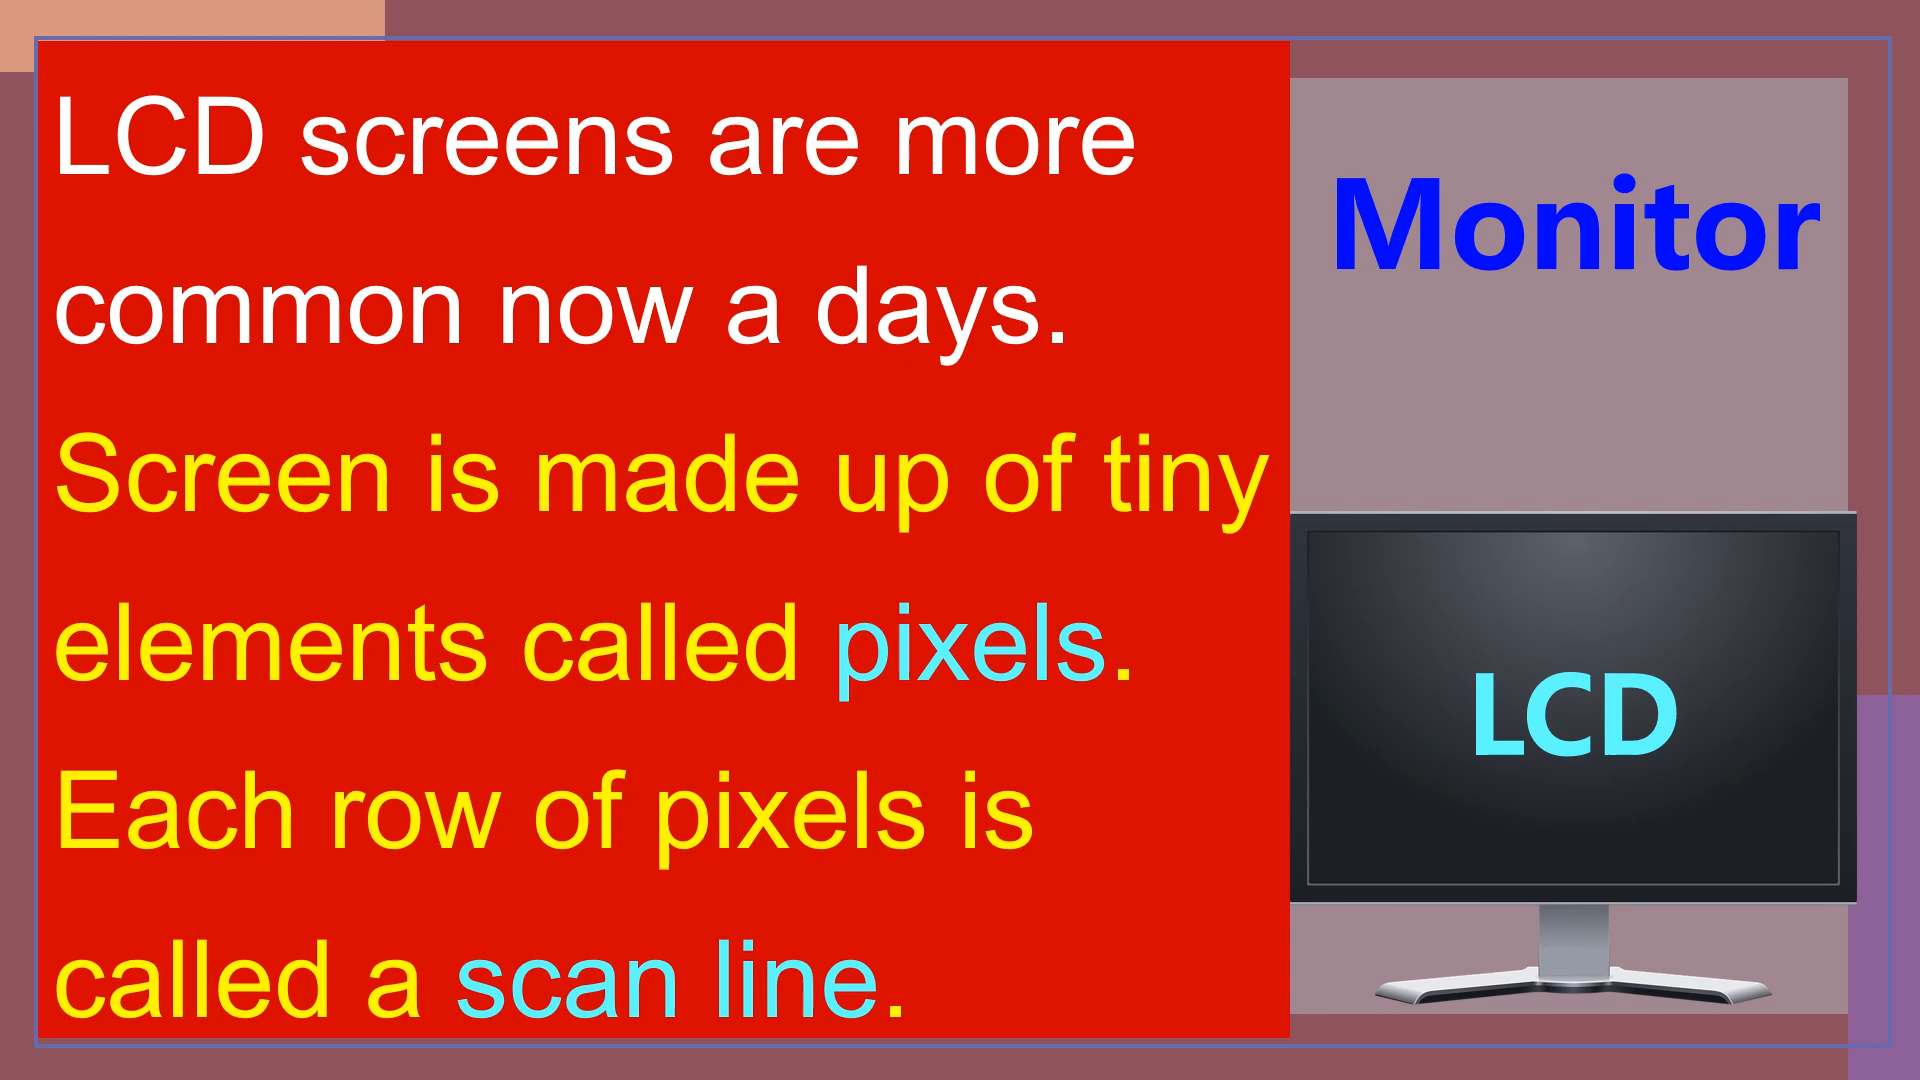 LCD screens are more
common now a days.
Screen is made up of tiny
elements called pixels.
Each row of pixels is
called a scan line.
Monitor
LCD